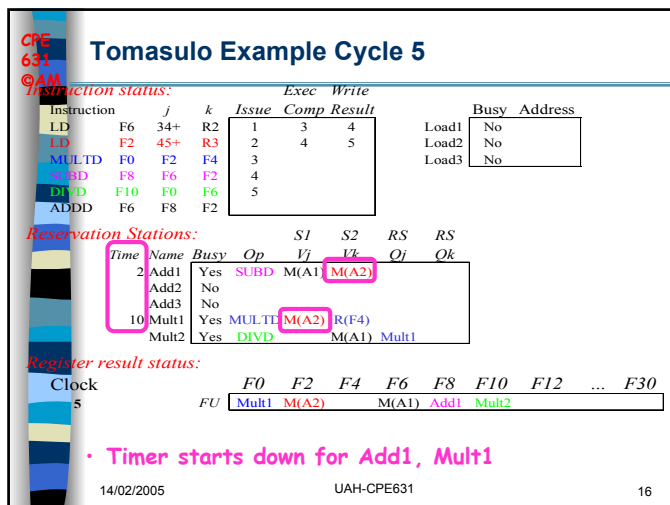 CPE
631
©AM
Tomasulo Example Cycle 5
Instruction status: Exec Write
Instruction j k Issue Comp Result Busy Address
LD F6 34+ R2 1 3 4 Load1 No
LD F2 45+ R3 2 4 5 Load2 No
MULTD F0 F2 F4 3 Load3 No
SUBD F8 F6 F2 4
DIVD F10 F0 F6 5
ADDD F6 F8 F2
Reservation Stations: S1 S2 RS RS
Time Name Busy Op Vj Vk Qj Qk
2 Add1 Yes SUBD M(A1) M(A2)
Add2 No
Add3 No
10 Mult1 Yes MULTD M(A2) R(F4)
Mult2 Yes DIVD M(A1) Mult1
Register result status:
Clock F0 F2 F4 F6 F8 F10 F12 ... F30
5 FU Mult1 M(A2) M(A1) Add1 Mult2
• Timer starts down for Add1, Mult1
14/02/2005 UAH-CPE631 16